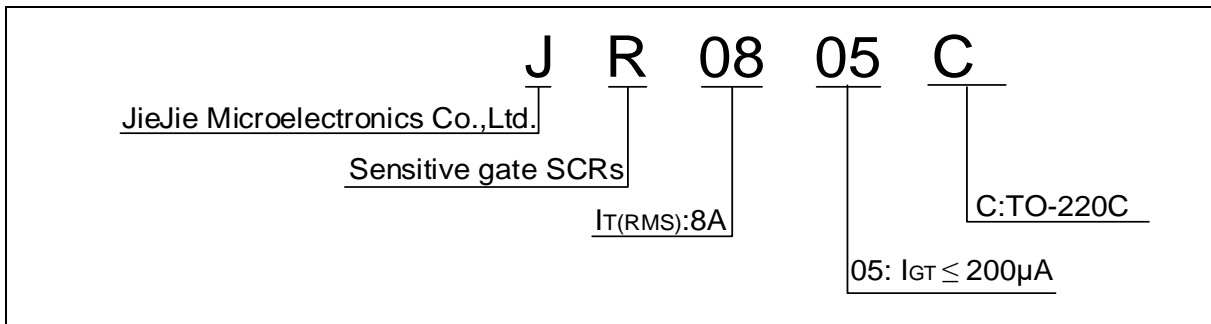 J R 08 05 C
JieJie Microelectronics Co.,Ltd.
Sensitive gate SCRs
IT(RMS):8A
C:TO-220C
05: IGT ≤ 200µA